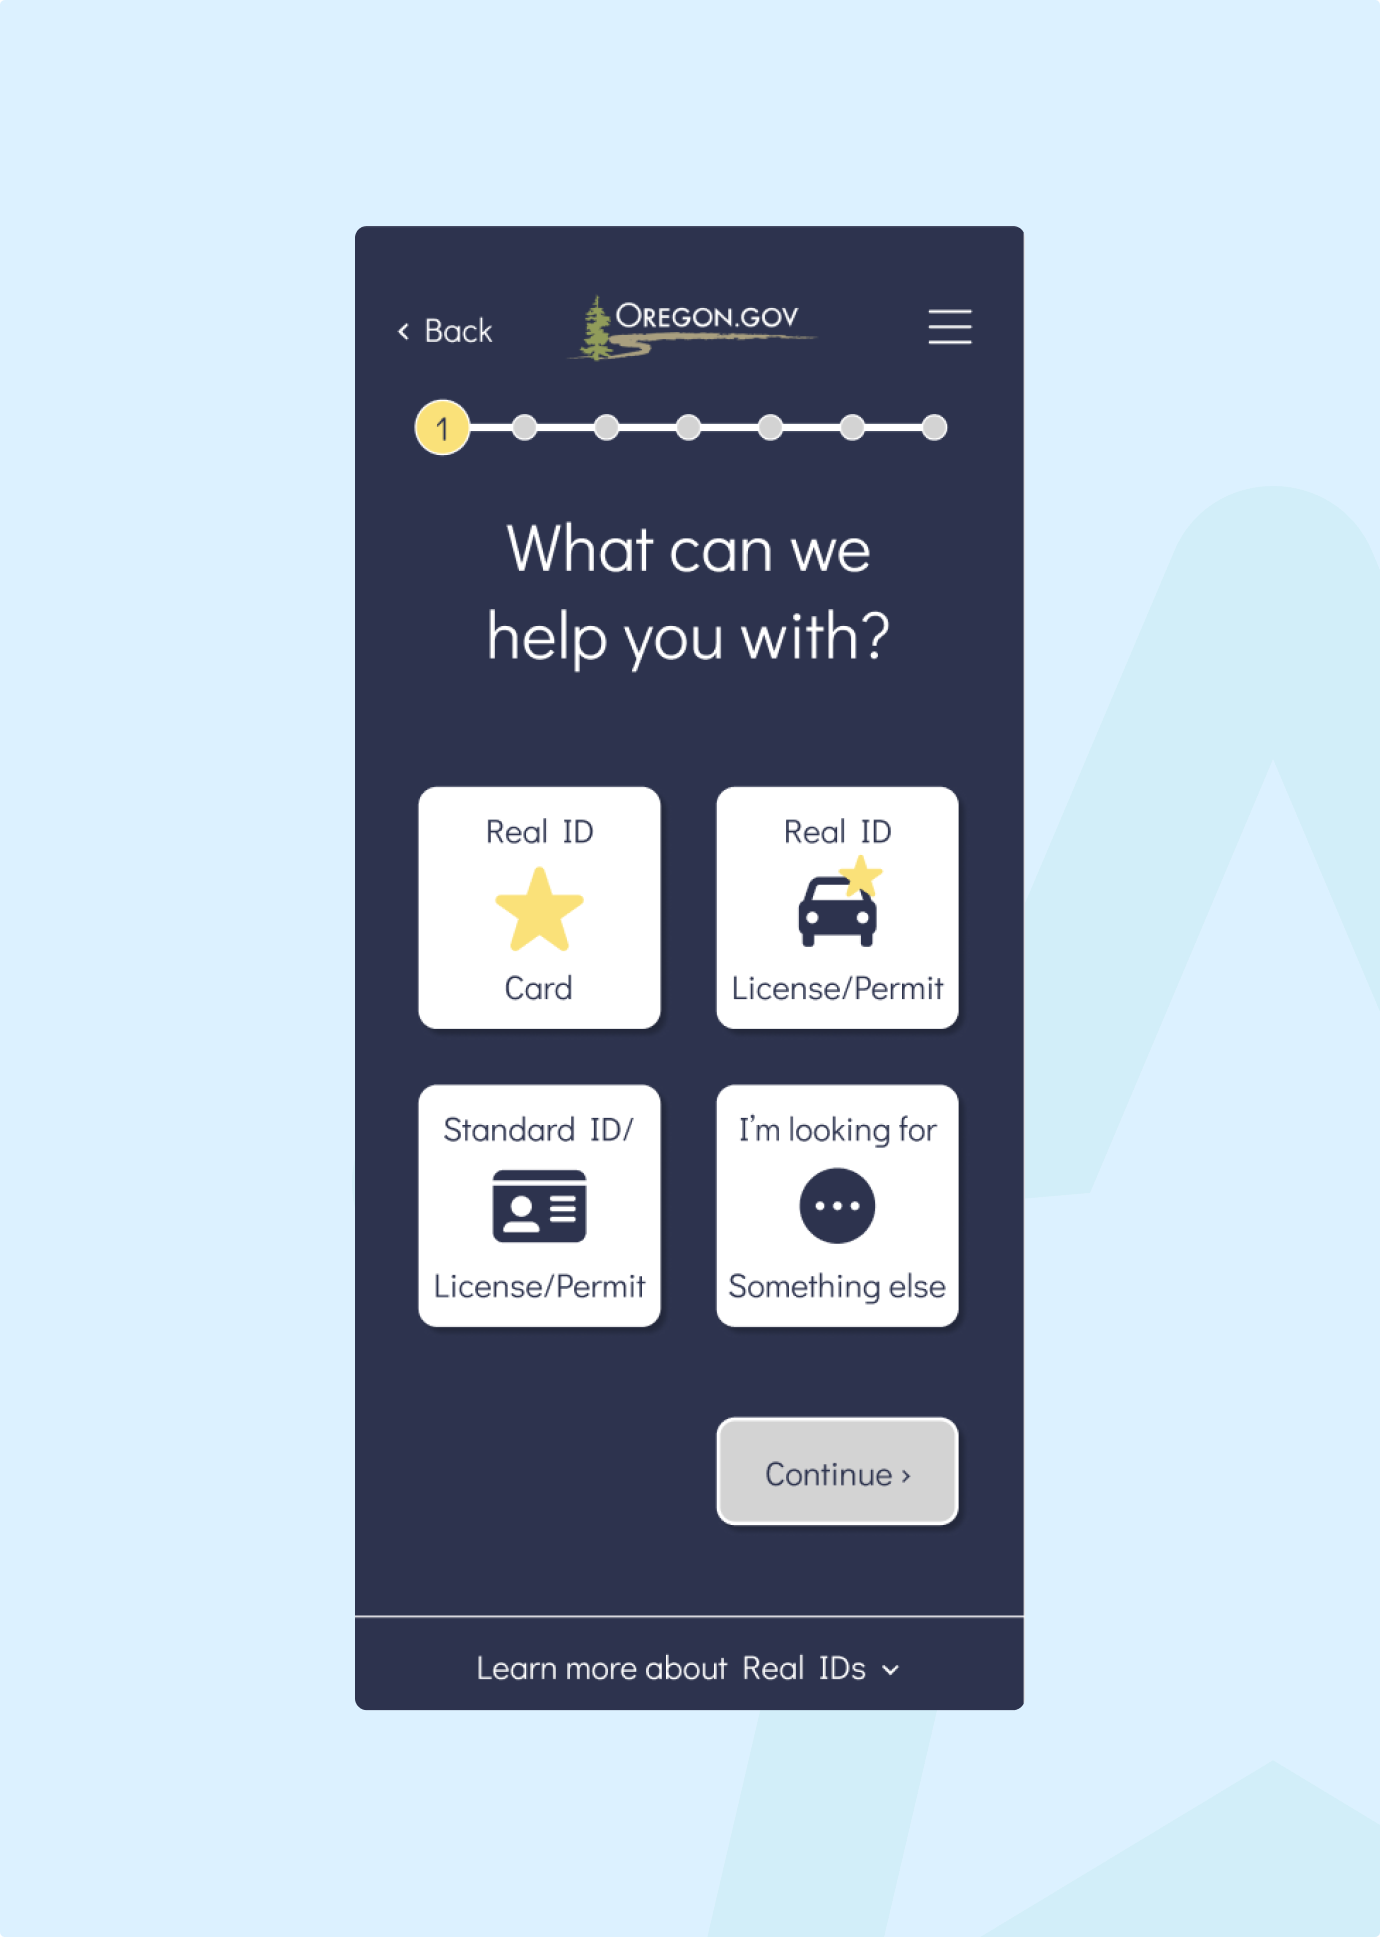 ‹ Back
OREGON.GOV
1
What can we
help you with?
Real ID
Card
Real ID
License/Permit
Standard ID/
License/Permit
I’m looking for
Something else
Continue ›
Learn more about Real IDs